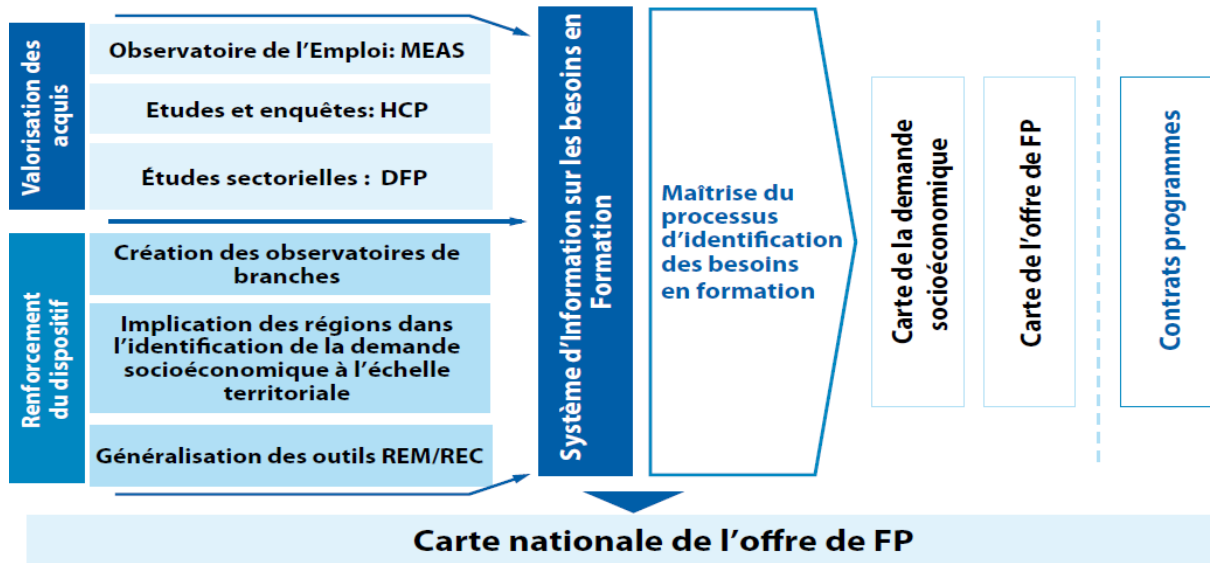 Valorisation des
acquis
Observatoire de l’Emploi: MEAS
Etudes et enquêtes: HCP
Études sectorielles : DFP
Renforcement
du dispositif
Création des observatoires de
branches
Implication des régions dans
l’identification de la demande
socioéconomique à l’échelle
territoriale
Généralisation des outils REM/REC
Système d’Information sur les besoins en
Formation
Maîtrise du
processus
d’identification
des besoins
en formation
Carte de la demande
socioéconomique
Carte de l’offre de FP
Contrats programmes
Carte nationale de l’offre de FP